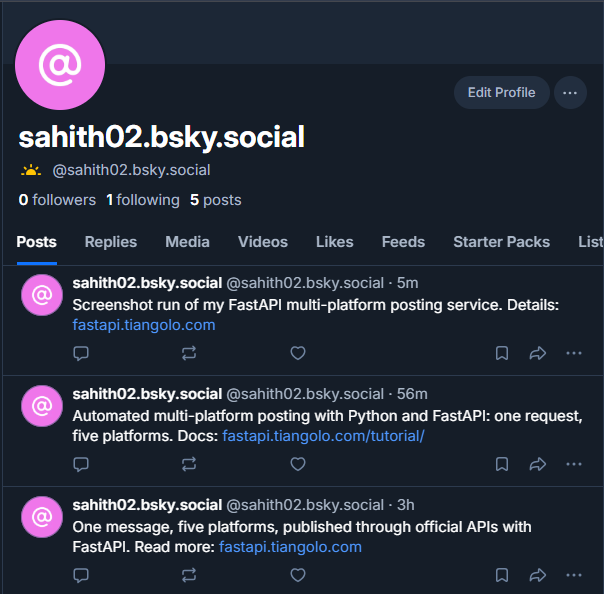 @
Edit Profile
sahith02.bsky.social
@sahith02.bsky.social
0 followers 1 following 5 posts
Posts Replies Media Videos Likes Feeds Starter Packs List
@
sahith02.bsky.social @sahith02.bsky.social · 5m
Screenshot run of my FastAPI multi-platform posting service. Details:
fastapi.tiangolo.com
@
sahith02.bsky.social @sahith02.bsky.social · 56m
Automated multi-platform posting with Python and FastAPI: one request,
five platforms. Docs: fastapi.tiangolo.com/tutorial/
@
sahith02.bsky.social @sahith02.bsky.social · 3h
One message, five platforms, published through official APIs with
FastAPI. Read more: fastapi.tiangolo.com